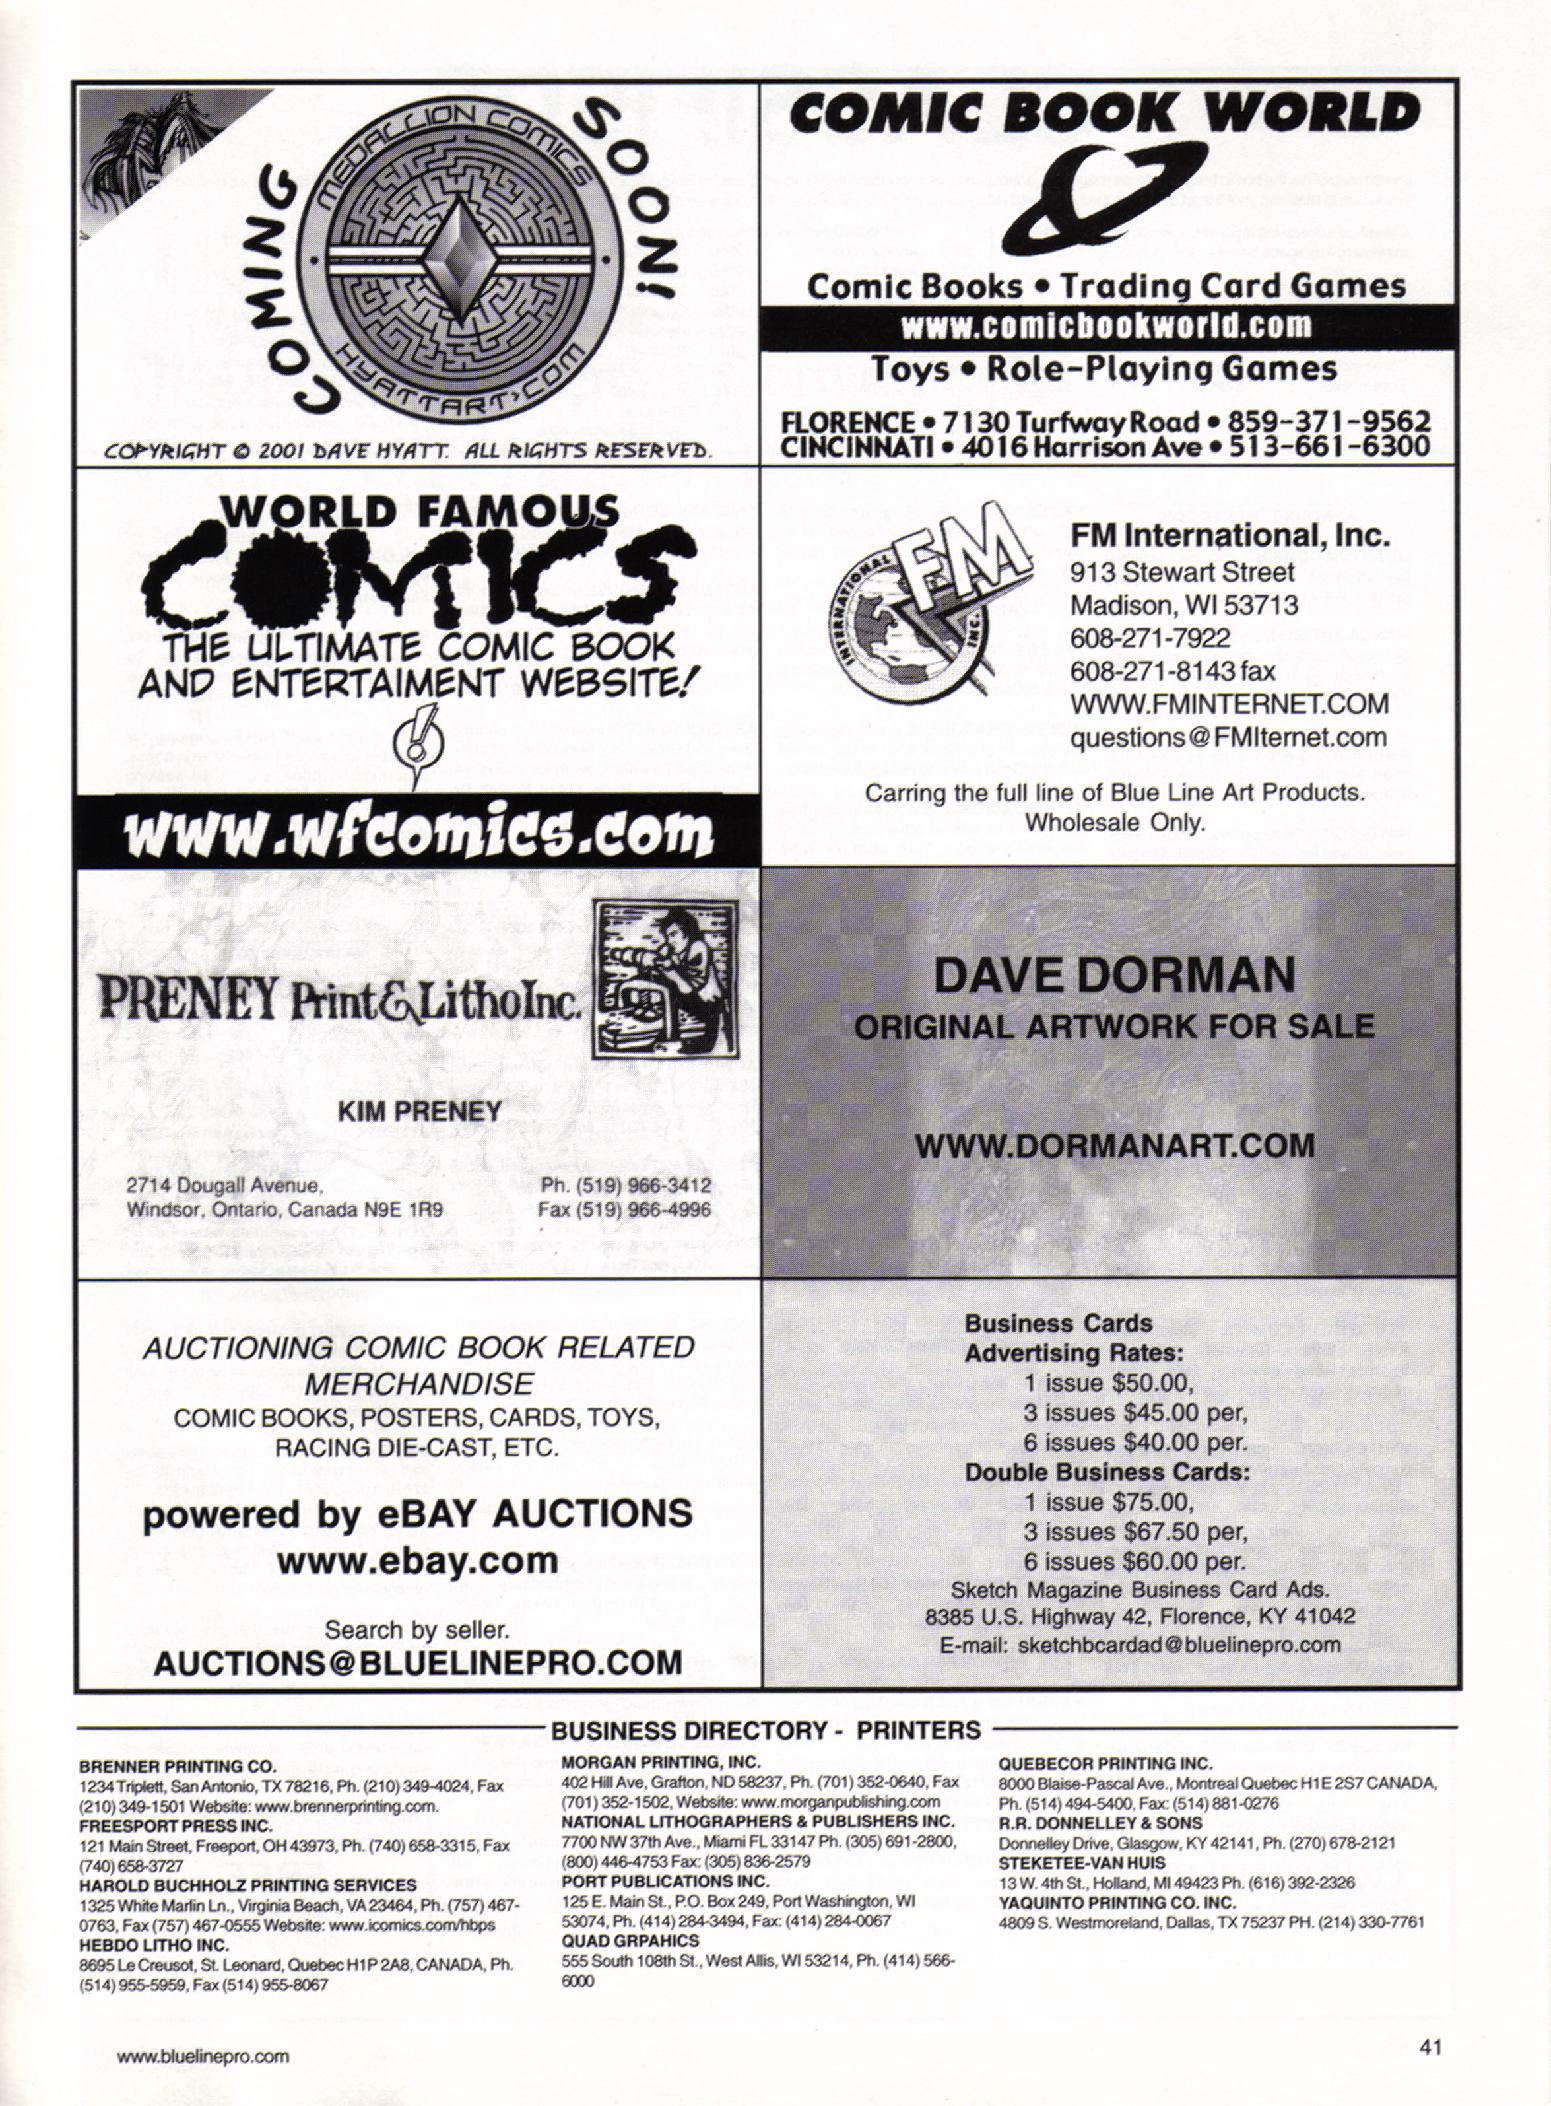 COMING SOON!
MEDALLION COMICS
HYATTART>COM
COPYRIGHT © 2001 DAVE HYATT. ALL RIGHTS RESERVED.
COMIC BOOK WORLD
Comic Books • Trading Card Games
www.comicbookworld.com
Toys • Role-Playing Games
FLORENCE • 7130 Turfway Road • 859-371-9562
CINCINNATI • 4016 Harrison Ave • 513-661-6300
WORLD FAMOUS
COMICS
THE ULTIMATE COMIC BOOK
AND ENTERTAIMENT WEBSITE!
www.wfcomics.com
INTERNATIONAL
FM
INC.
FM International, Inc.
913 Stewart Street
Madison, WI 53713
608-271-7922
608-271-8143 fax
WWW.FMINTERNET.COM
questions@FMIternet.com
Carring the full line of Blue Line Art Products.
Wholesale Only.
PRENEY Print & Litho Inc.
KIM PRENEY
2714 Dougall Avenue,
Windsor, Ontario, Canada N9E 1R9
Ph. (519) 966-3412
Fax (519) 966-4996
DAVE DORMAN
ORIGINAL ARTWORK FOR SALE
WWW.DORMANART.COM
AUCTIONING COMIC BOOK RELATED
MERCHANDISE
COMIC BOOKS, POSTERS, CARDS, TOYS,
RACING DIE-CAST, ETC.
powered by eBAY AUCTIONS
www.ebay.com
Search by seller.
AUCTIONS@BLUELINEPRO.COM
Business Cards
Advertising Rates:
1 issue $50.00,
3 issues $45.00 per,
6 issues $40.00 per.
Double Business Cards:
1 issue $75.00,
3 issues $67.50 per,
6 issues $60.00 per.
Sketch Magazine Business Card Ads.
8385 U.S. Highway 42, Florence, KY 41042
E-mail: sketchbcardad@bluelinepro.com
BUSINESS DIRECTORY - PRINTERS
BRENNER PRINTING CO.
1234 Triplett, San Antonio, TX 78216, Ph. (210) 349-4024, Fax
(210) 349-1501 Website: www.brennerprinting.com.
FREESPORT PRESS INC.
121 Main Street, Freeport, OH 43973, Ph. (740) 658-3315, Fax
(740) 658-3727
HAROLD BUCHHOLZ PRINTING SERVICES
1325 White Marlin Ln., Virginia Beach, VA 23464, Ph. (757) 467-
0763, Fax (757) 467-0555 Website: www.icomics.com/hbps
HEBDO LITHO INC.
8695 Le Creusot, St. Leonard, Quebec H1P 2A8, CANADA, Ph.
(514) 955-5959, Fax (514) 955-8067
MORGAN PRINTING, INC.
402 Hill Ave, Grafton, ND 58237, Ph. (701) 352-0640, Fax
(701) 352-1502, Website: www.morganpublishing.com
NATIONAL LITHOGRAPHERS & PUBLISHERS INC.
7700 NW 37th Ave., Miami FL 33147 Ph. (305) 691-2800,
(800) 446-4753 Fax: (305) 836-2579
PORT PUBLICATIONS INC.
125 E. Main St., P.O. Box 249, Port Washington, WI
53074, Ph. (414) 284-3494, Fax: (414) 284-0067
QUAD GRPAHICS
555 South 108th St., West Allis, WI 53214, Ph. (414) 566-
6000
QUEBECOR PRINTING INC.
8000 Blaise-Pascal Ave., Montreal Quebec H1E 2S7 CANADA,
Ph. (514) 494-5400, Fax: (514) 881-0276
R.R. DONNELLEY & SONS
Donnelley Drive, Glasgow, KY 42141, Ph. (270) 678-2121
STEKETEE-VAN HUIS
13 W. 4th St., Holland, MI 49423 Ph. (616) 392-2326
YAQUINTO PRINTING CO. INC.
4809 S. Westmoreland, Dallas, TX 75237 PH. (214) 330-7761
www.bluelinepro.com
41